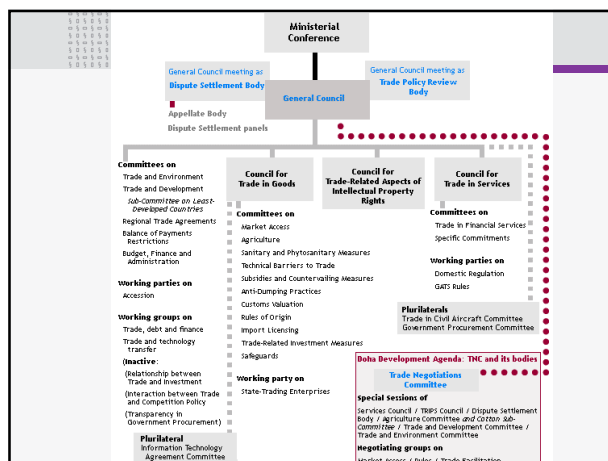 Ministerial
Conference
General Council meeting as
Dispute Settlement Body
General Council meeting as
Trade Policy Review
Body
General Council
Appellate Body
Dispute Settlement panels
Committees on
Trade and Environment
Trade and Development
Sub-Committee on Least-
Developed Countries
Regional Trade Agreements
Balance of Payments
Restrictions
Budget, Finance and
Administration
Working parties on
Accession
Working groups on
Trade, debt and finance
Trade and technology
transfer
(Inactive:
(Relationship between
Trade and Investment
(Interaction between Trade
and Competition Policy
(Transparency in
Government Procurement)
Plurilateral
Information Technology
Agreement Committee
Council for
Trade in Goods
Committees on
Market Access
Agriculture
Sanitary and Phytosanitary Measures
Technical Barriers to Trade
Subsidies and Countervailing Measures
Anti-Dumping Practices
Customs Valuation
Rules of Origin
Import Licensing
Trade-Related Investment Measures
Safeguards
Working party on
State-Trading Enterprises
Council for
Trade-Related Aspects of
Intellectual Property
Rights
Council for
Trade in Services
Committees on
Trade in Financial Services
Specific Commitments
Working parties on
Domestic Regulation
GATS Rules
Plurilaterals
Trade in Civil Aircraft Committee
Government Procurement Committee
Doha Development Agenda: TNC and its bodies
Trade Negotiations
Committee
Special Sessions of
Services Council / TRIPS Council / Dispute Settlement
Body / Agriculture Committee and Cotton Sub-
Committee / Trade and Development Committee /
Trade and Environment Committee
Negotiating groups on
Market Access / Rules / Trade Facilitation